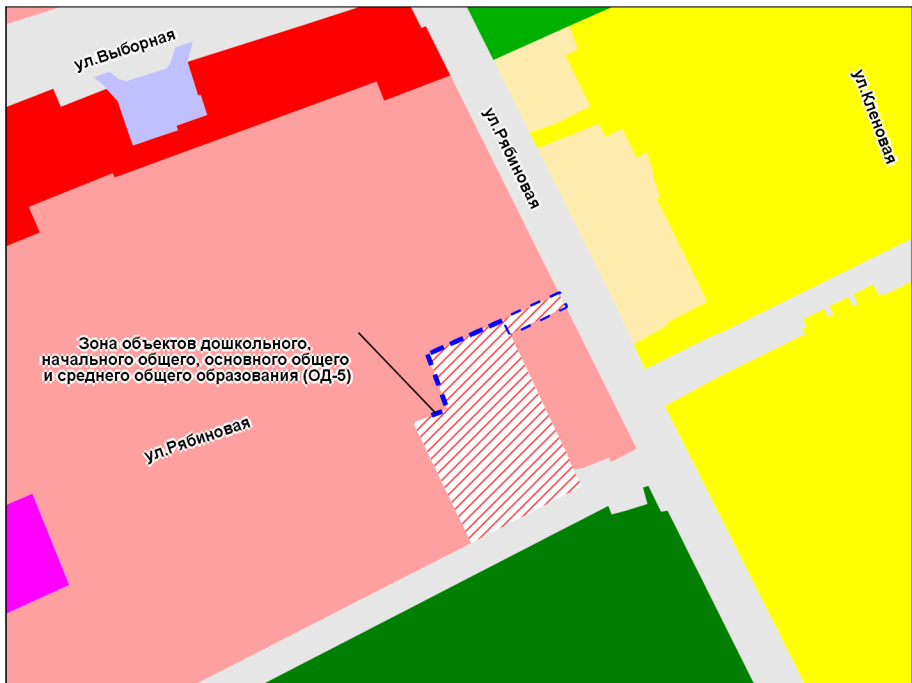 ул.Выборная
ул.Рябиновая
ул.Кленовая
Зона объектов дошкольного,
начального общего, основного общего
и среднего общего образования (ОД-5)
ул.Рябиновая